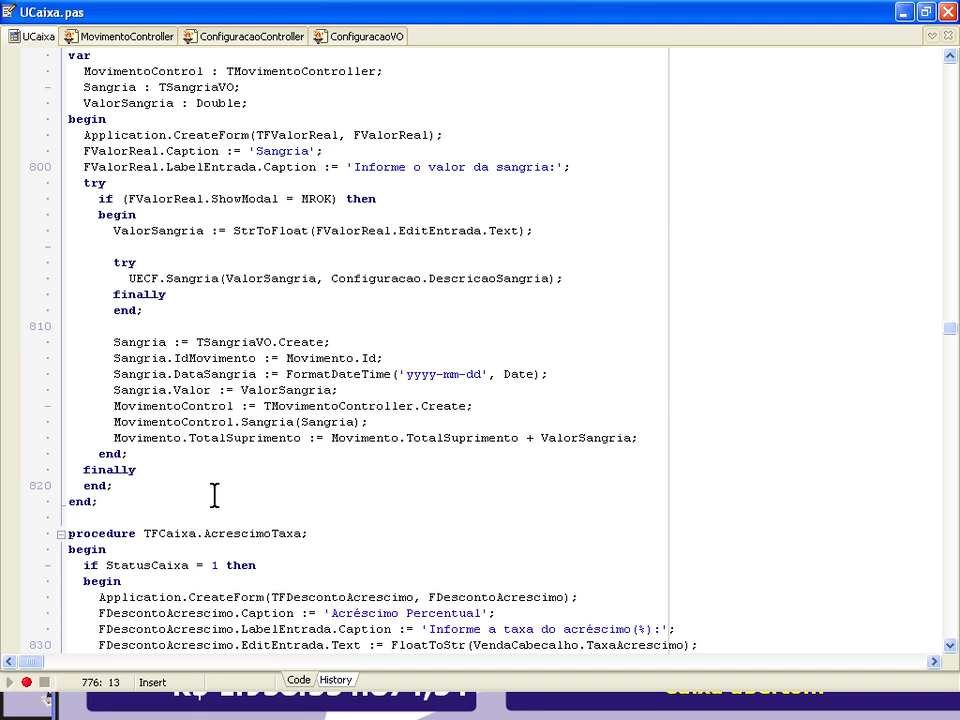 UCaixa.pas
UCaixa MovimentoController ConfiguracaoController ConfiguracaoVO
var
MovimentoControl : TMovimentoController;
Sangria : TSangriaVO;
ValorSangria : Double;
begin
Application.CreateForm(TFValorReal, FValorReal);
FValorReal.Caption := 'Sangria';
800 FValorReal.LabelEntrada.Caption := 'Informe o valor da sangria:';
try
if (FValorReal.ShowModal = MROK) then
begin
ValorSangria := StrToFloat(FValorReal.EditEntrada.Text);
try
UECF.Sangria(ValorSangria, Configuracao.DescricaoSangria);
finally
end;
810
Sangria := TSangriaVO.Create;
Sangria.IdMovimento := Movimento.Id;
Sangria.DataSangria := FormatDateTime('yyyy-mm-dd', Date);
Sangria.Valor := ValorSangria;
MovimentoControl := TMovimentoController.Create;
MovimentoControl.Sangria(Sangria);
Movimento.TotalSuprimento := Movimento.TotalSuprimento + ValorSangria;
end;
finally
820 end;
end;
procedure TFCaixa.AcrescimoTaxa;
begin
if StatusCaixa = 1 then
begin
Application.CreateForm(TFDescontoAcrescimo, FDescontoAcrescimo);
FDescontoAcrescimo.Caption := 'Acréscimo Percentual';
FDescontoAcrescimo.LabelEntrada.Caption := 'Informe a taxa do acréscimo(%):';
830 FDescontoAcrescimo.EditEntrada.Text := FloatToStr(VendaCabecalho.TaxaAcrescimo);
776: 13 Insert Code History